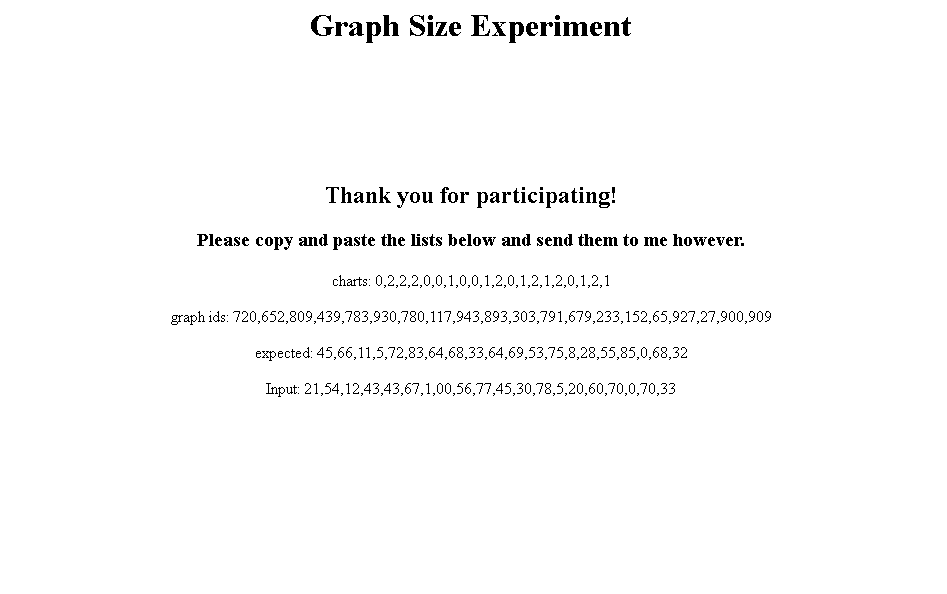 Graph Size Experiment
Thank you for participating!
Please copy and paste the lists below and send them to me however.
charts: 0,2,2,2,0,0,1,0,0,1,2,0,1,2,1,2,0,1,2,1
graph ids: 720,652,809,439,783,930,780,117,943,893,303,791,679,233,152,65,927,27,900,909
expected: 45,66,11,5,72,83,64,68,33,64,69,53,75,8,28,55,85,0,68,32
Input: 21,54,12,43,43,67,1,00,56,77,45,30,78,5,20,60,70,0,70,33